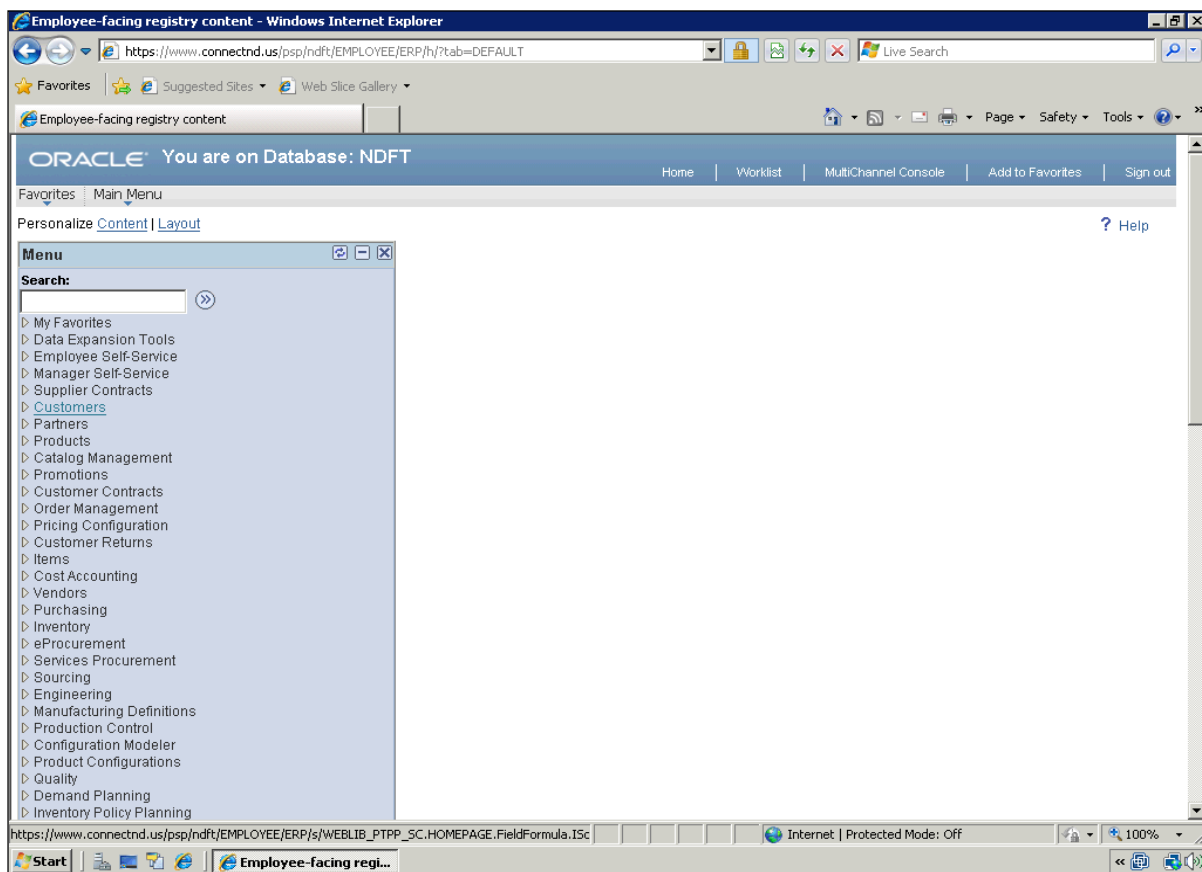 Employee-facing registry content - Windows Internet Explorer
https://www.connectnd.us/psp/ndft/EMPLOYEE/ERP/h/?tab=DEFAULT
Live Search
Favorites Suggested Sites Web Slice Gallery
Employee-facing registry content
Page Safety Tools
ORACLE You are on Database: NDFT
Home | Worklist | MultiChannel Console | Add to Favorites | Sign out
Favorites Main Menu
Personalize Content | Layout
? Help
Menu
Search:
My Favorites
Data Expansion Tools
Employee Self-Service
Manager Self-Service
Supplier Contracts
Customers
Partners
Products
Catalog Management
Promotions
Customer Contracts
Order Management
Pricing Configuration
Customer Returns
Items
Cost Accounting
Vendors
Purchasing
Inventory
eProcurement
Services Procurement
Sourcing
Engineering
Manufacturing Definitions
Production Control
Configuration Modeler
Product Configurations
Quality
Demand Planning
Inventory Policy Planning
https://www.connectnd.us/psp/ndft/EMPLOYEE/ERP/s/WEBLIB_PTPP_SC.HOMEPAGE.FieldFormula.ISc
Internet | Protected Mode: Off
100%
Start
Employee-facing regi...